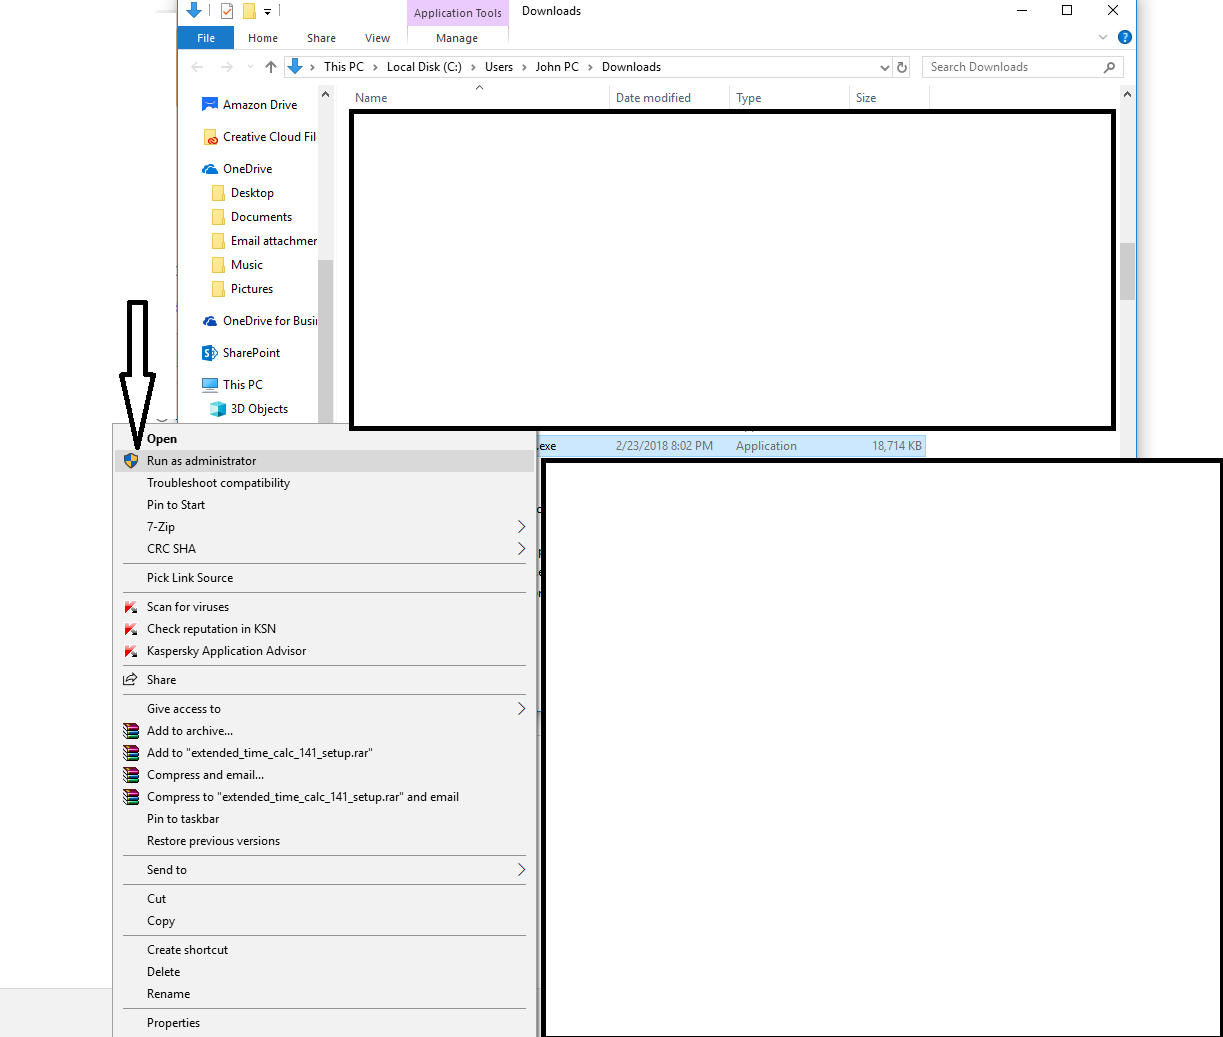 Application Tools Downloads
File Home Share View Manage
This PC Local Disk (C:) Users John PC Downloads Search Downloads
Name Date modified Type Size
Amazon Drive
Creative Cloud Fil
OneDrive
Desktop
Documents
Email attachmen
Music
Pictures
OneDrive for Busin
SharePoint
This PC
3D Objects
.exe 2/23/2018 8:02 PM Application 18,714 KB
Open
Run as administrator
Troubleshoot compatibility
Pin to Start
7-Zip
CRC SHA
Pick Link Source
Scan for viruses
Check reputation in KSN
Kaspersky Application Advisor
Share
Give access to
Add to archive...
Add to "extended_time_calc_141_setup.rar"
Compress and email...
Compress to "extended_time_calc_141_setup.rar" and email
Pin to taskbar
Restore previous versions
Send to
Cut
Copy
Create shortcut
Delete
Rename
Properties